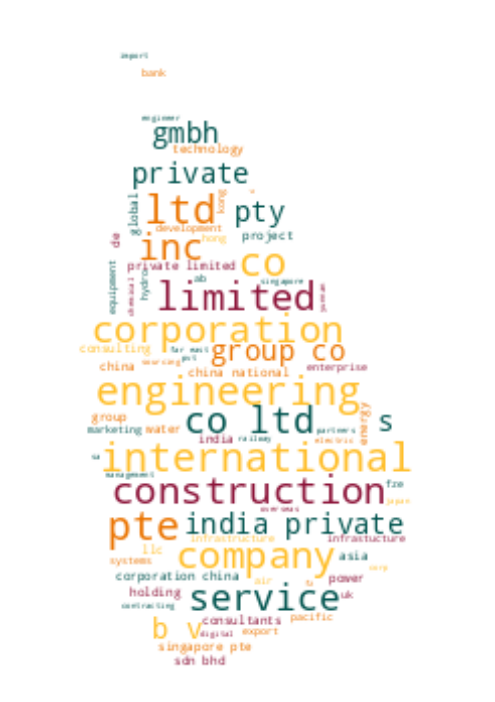 import
bank
engineer
gmbh
technology
private
global
ltd
kong
pty
development
project
de
inc
hong
private limited
co
equipment
chemical
hydro
ab
singapore
limited
corporation
consulting
far east
group co
pvt
china
sourcing
china national
enterprise
engineering
group
co ltd
energy
s
marketing
water
india
railway
partners
electric
sa
international
management
construction
fze
japan
overseas
pte
india private
infrastructure
infrastucture
llc
company
asia
systems
corp
corporation china
air
power
holding
service
uk
contracting
consultants
pacific
b v
digital
export
singapore pte
sdn bhd